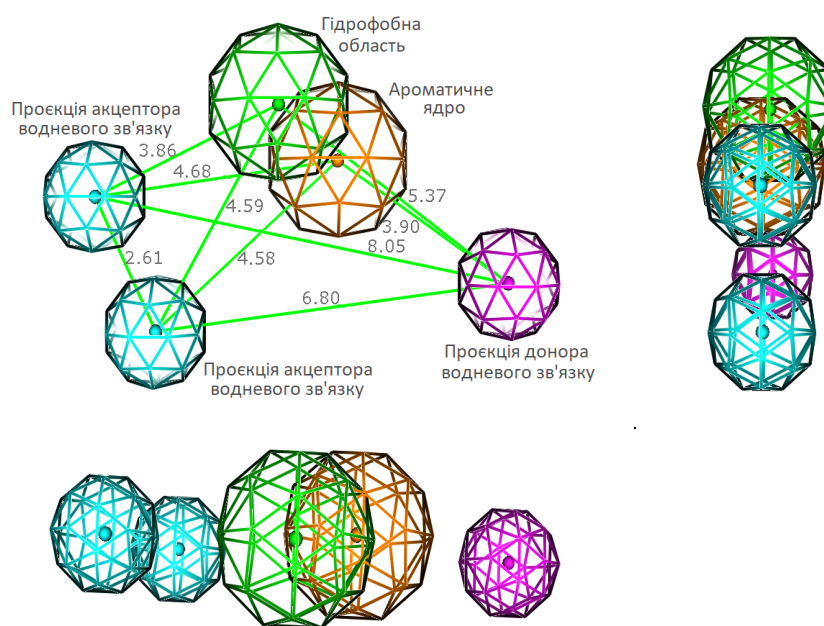 Гідрофобна
область
Ароматичне
ядро
Проєкція акцептора
водневого зв'язку
3.86
4.68
5.37
4.59
3.90
8.05
2.61
4.58
6.80
Проєкція донора
водневого зв'язку
Проєкція акцептора
водневого зв'язку
.